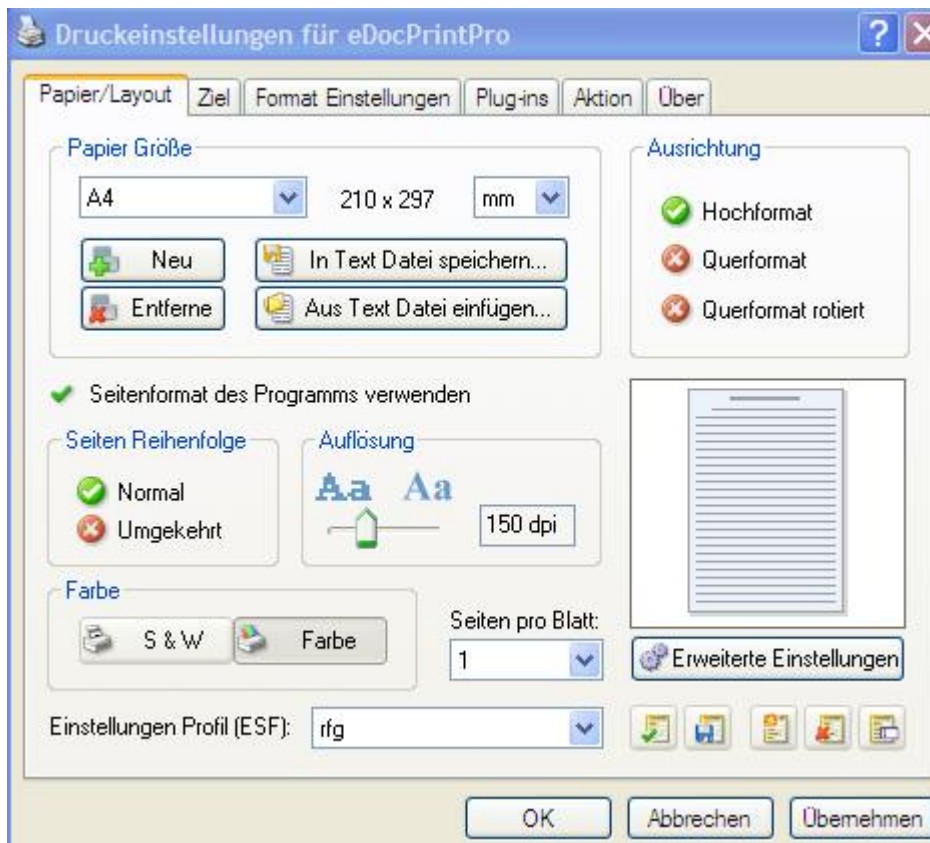 Druckeinstellungen für eDocPrintPro
?
Papier/Layout Ziel Format Einstellungen Plug-ins Aktion Über
Papier Größe
A4 210 x 297 mm
Neu In Text Datei speichern...
Entferne Aus Text Datei einfügen...
Ausrichtung
Hochformat
Querformat
Querformat rotiert
Seitenformat des Programms verwenden
Seiten Reihenfolge
Normal
Umgekehrt
Auflösung
Aa Aa
150 dpi
Farbe
S & W Farbe
Seiten pro Blatt:
1
Erweiterte Einstellungen
Einstellungen Profil (ESF): rfg
OK Abbrechen Übernehmen